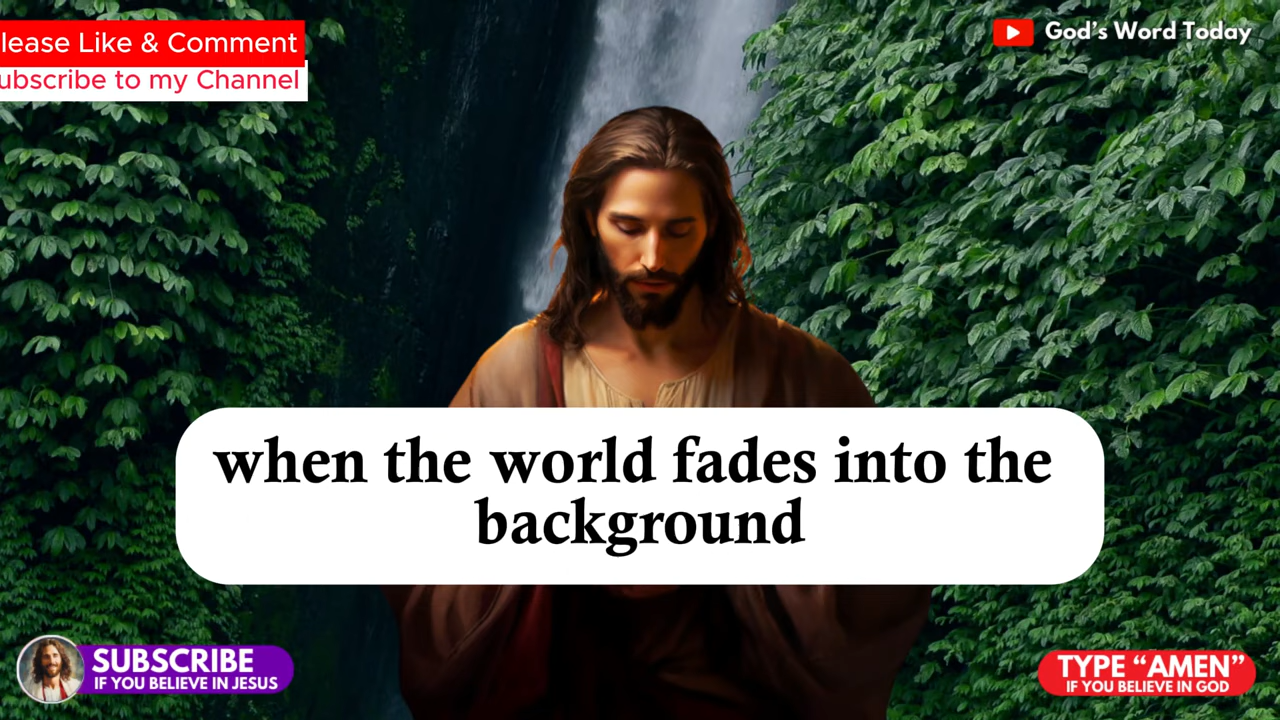 lease Like & Comment
ubscribe to my Channel
God's Word Today
when the world fades into the
background
SUBSCRIBE
IF YOU BELIEVE IN JESUS
TYPE “AMEN”
IF YOU BELIEVE IN GOD